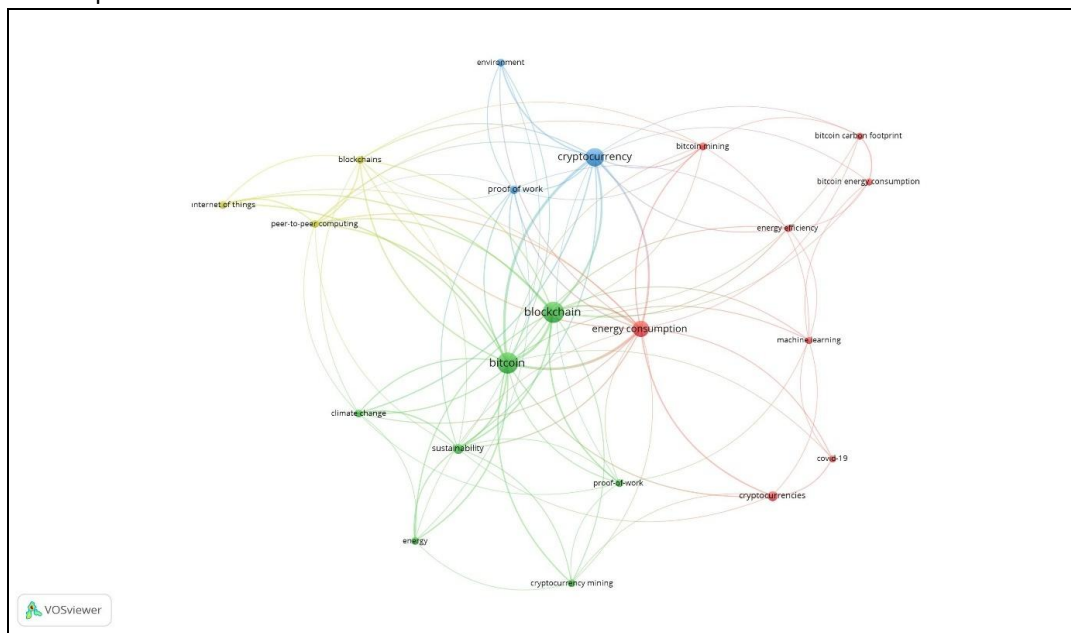 environment
cryptocurrency
bitcoin mining
bitcoin carbon footprint
blockchains
bitcoin energy consumption
proof of work
internet of things
peer-to-peer computing
energy efficiency
blockchain
energy consumption
machine learning
bitcoin
climate change
sustainability
covid-19
proof-of-work
cryptocurrencies
energy
cryptocurrency mining
VOSviewer